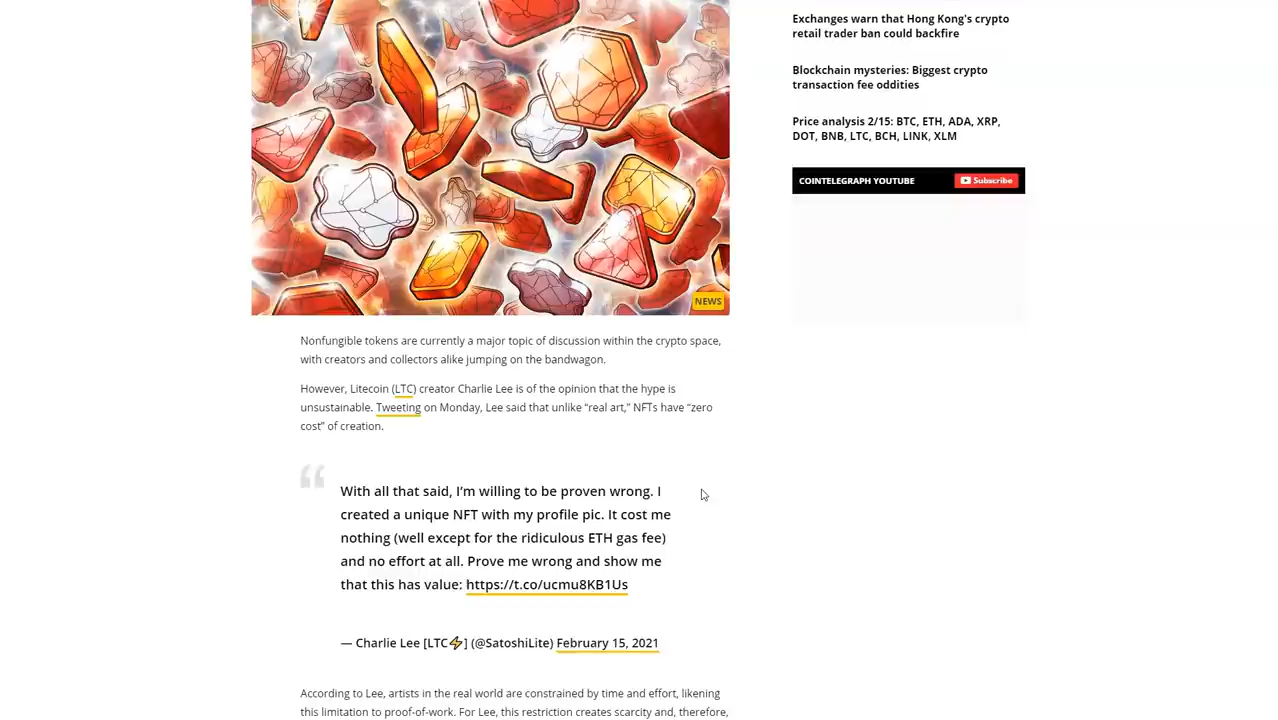 Exchanges warn that Hong Kong's crypto
retail trader ban could backfire
Blockchain mysteries: Biggest crypto
transaction fee oddities
Price analysis 2/15: BTC, ETH, ADA, XRP,
DOT, BNB, LTC, BCH, LINK, XLM
COINTELEGRAPH YOUTUBE
Subscribe
NEWS
Nonfungible tokens are currently a major topic of discussion within the crypto space,
with creators and collectors alike jumping on the bandwagon.
However, Litecoin (LTC) creator Charlie Lee is of the opinion that the hype is
unsustainable. Tweeting on Monday, Lee said that unlike “real art,” NFTs have “zero
cost” of creation.
With all that said, I’m willing to be proven wrong. I
created a unique NFT with my profile pic. It cost me
nothing (well except for the ridiculous ETH gas fee)
and no effort at all. Prove me wrong and show me
that this has value: https://t.co/ucmu8KB1Us
— Charlie Lee [LTC⚡] (@SatoshiLite) February 15, 2021
According to Lee, artists in the real world are constrained by time and effort, likening
this limitation to proof-of-work. For Lee, this restriction creates scarcity and, therefore,